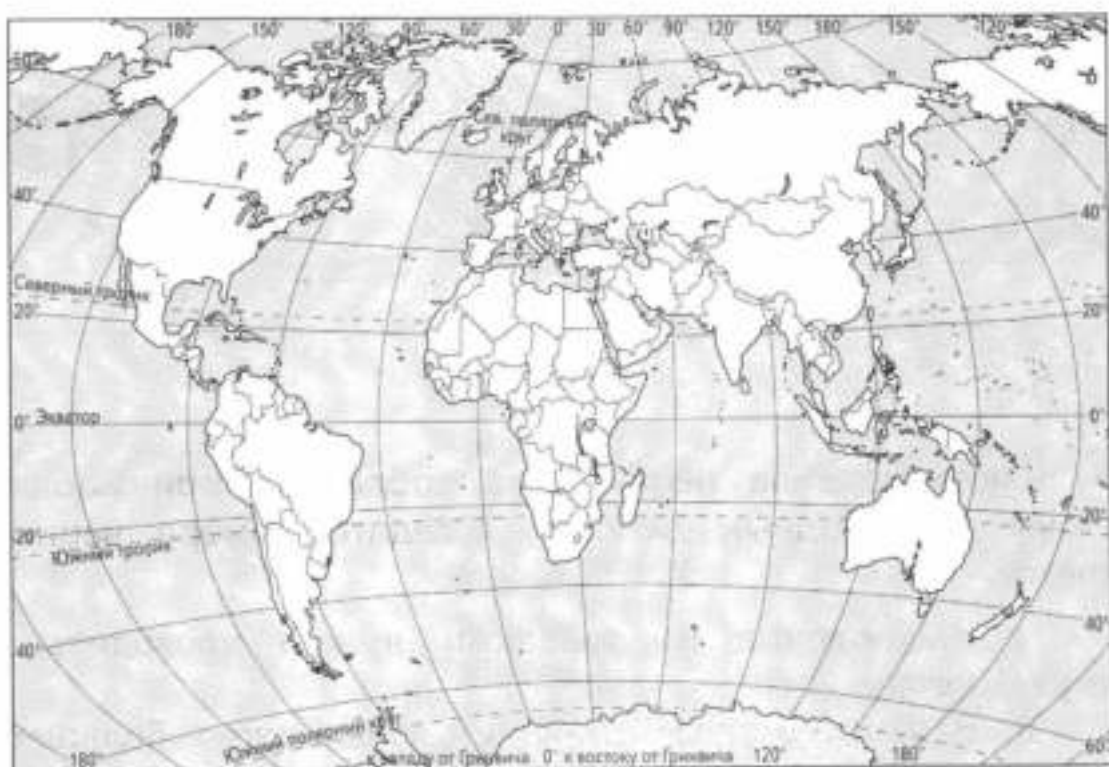 180° 150° 120° 90° 60° 30° 0° 30° 60° 90° 120° 150° 180° 150° 120°
60°
Св. полярный
круг
40° 40°
Северный тропик
20° 20°
0° Экватор 0°
20° Южный тропик 20°
40° 40°
Южный полярный круг
180° к западу от Гринвича 0° к востоку от Гринвича 120° 180° 60°